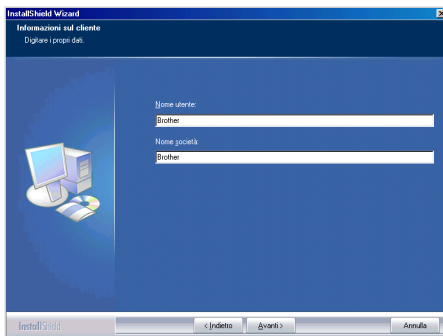 InstallShield Wizard
Informazioni sul cliente
Digitare i propri dati.
Nome utente:
Brother
Nome società:
Brother
InstallShield
< Indietro
Avanti >
Annulla